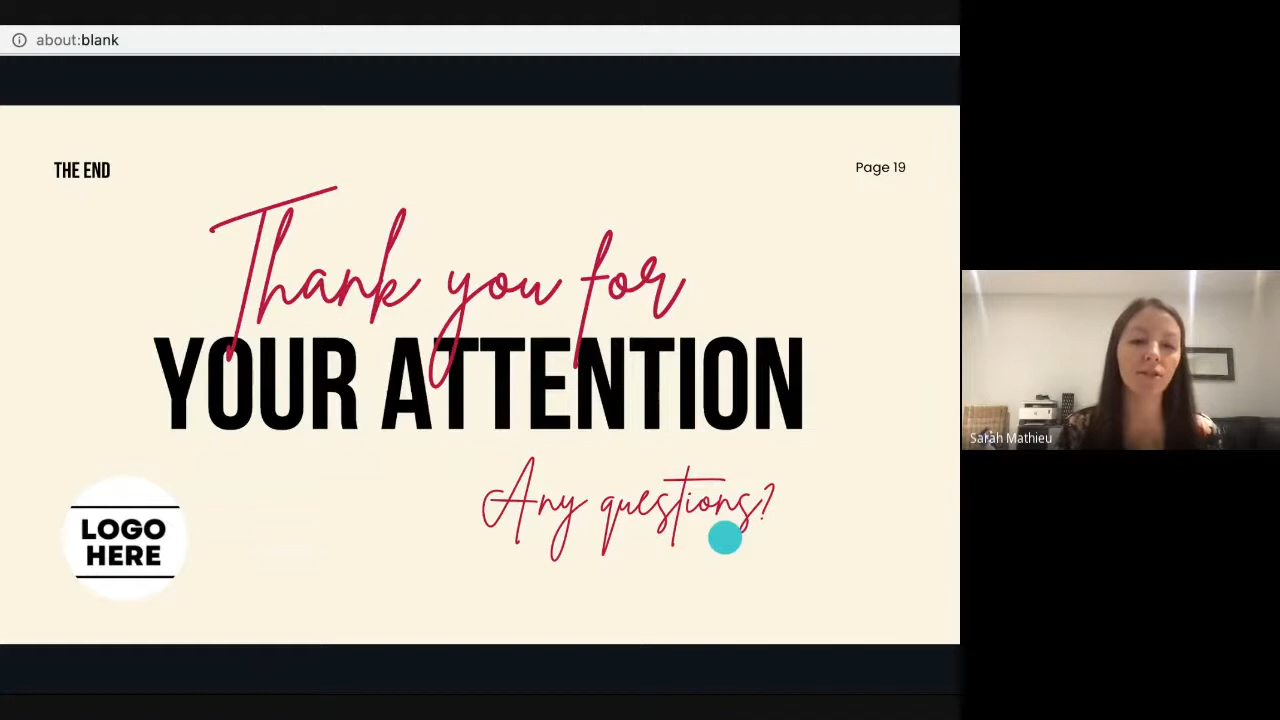 about:blank
THE END
Page 19
Thank you for
YOUR ATTENTION
Any questions?
LOGO
HERE
Sarah Mathieu